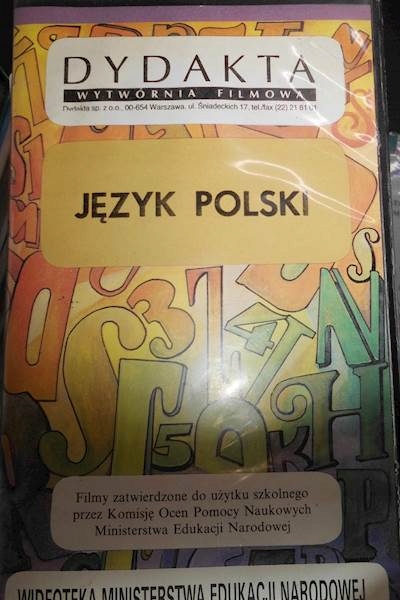 DYDAKTA
WYTWÓRNIA FILMOWA
Dydakta sp. z o.o., 00-654 Warszawa, ul. Śniadeckich 17, tel./fax (22) 21 81 01
JĘZYK POLSKI
Filmy zatwierdzone do użytku szkolnego
przez Komisję Ocen Pomocy Naukowych
Ministerstwa Edukacji Narodowej
WIDEOTEKA MINISTERSTWA EDUKACJI NARODOWEJ